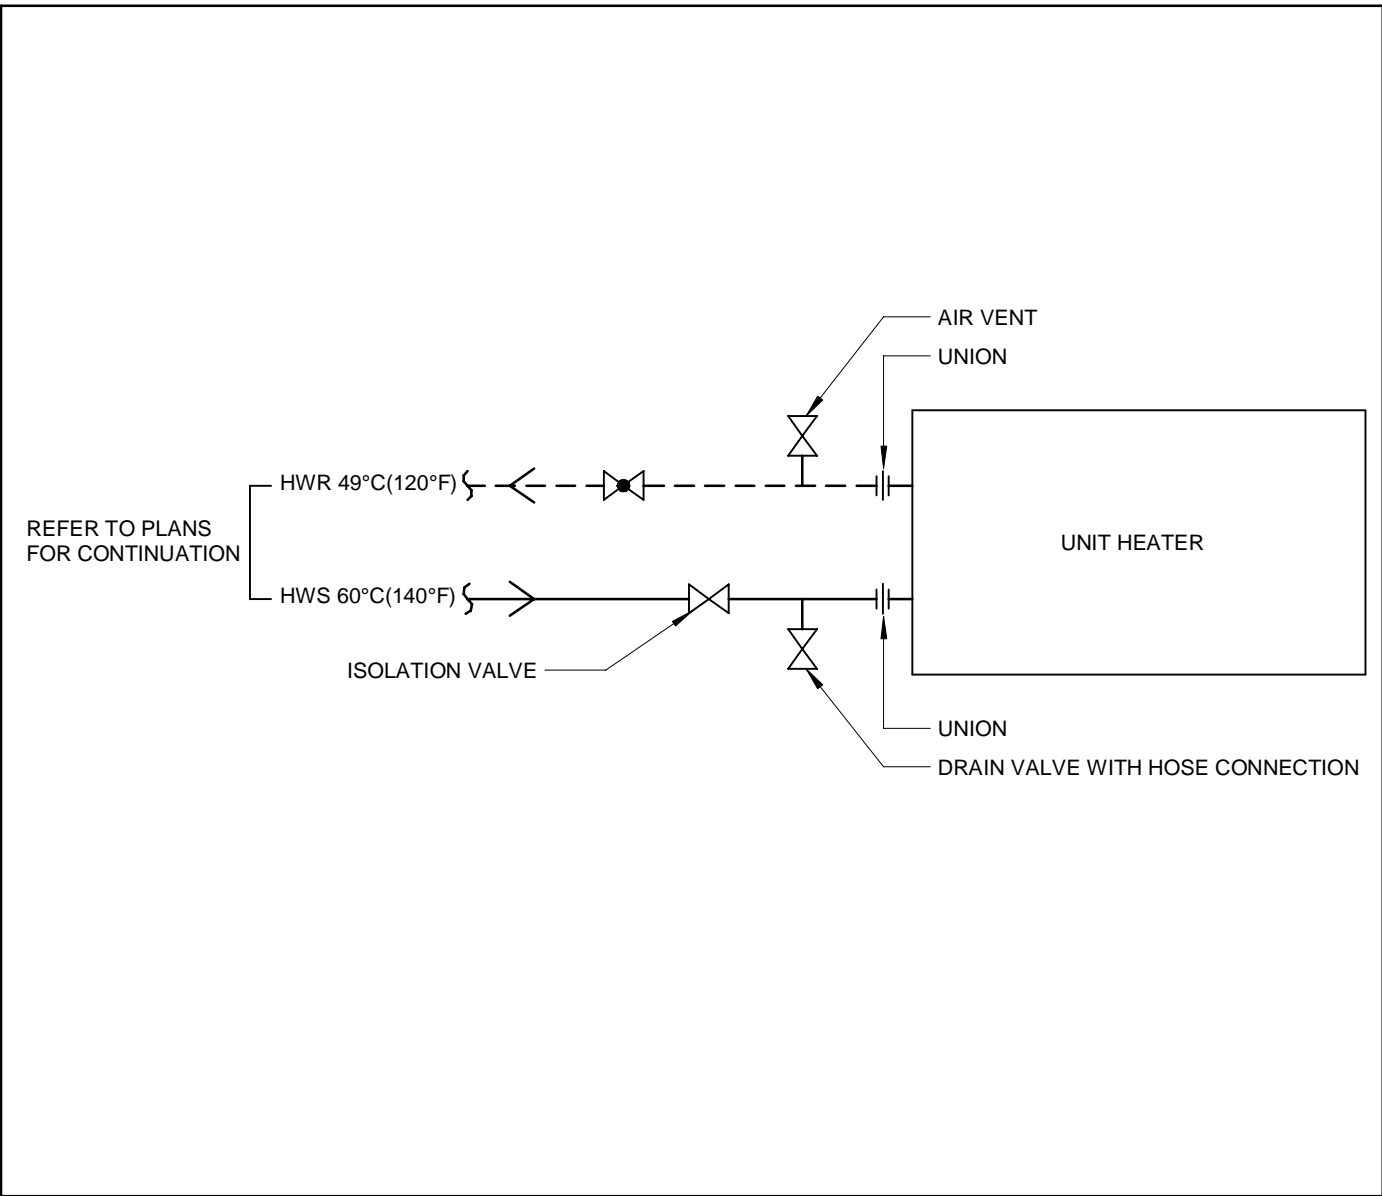 AIR VENT
UNION
HWR 49°C(120°F)
REFER TO PLANS
FOR CONTINUATION
UNIT HEATER
HWS 60°C(140°F)
ISOLATION VALVE
UNION
DRAIN VALVE WITH HOSE CONNECTION